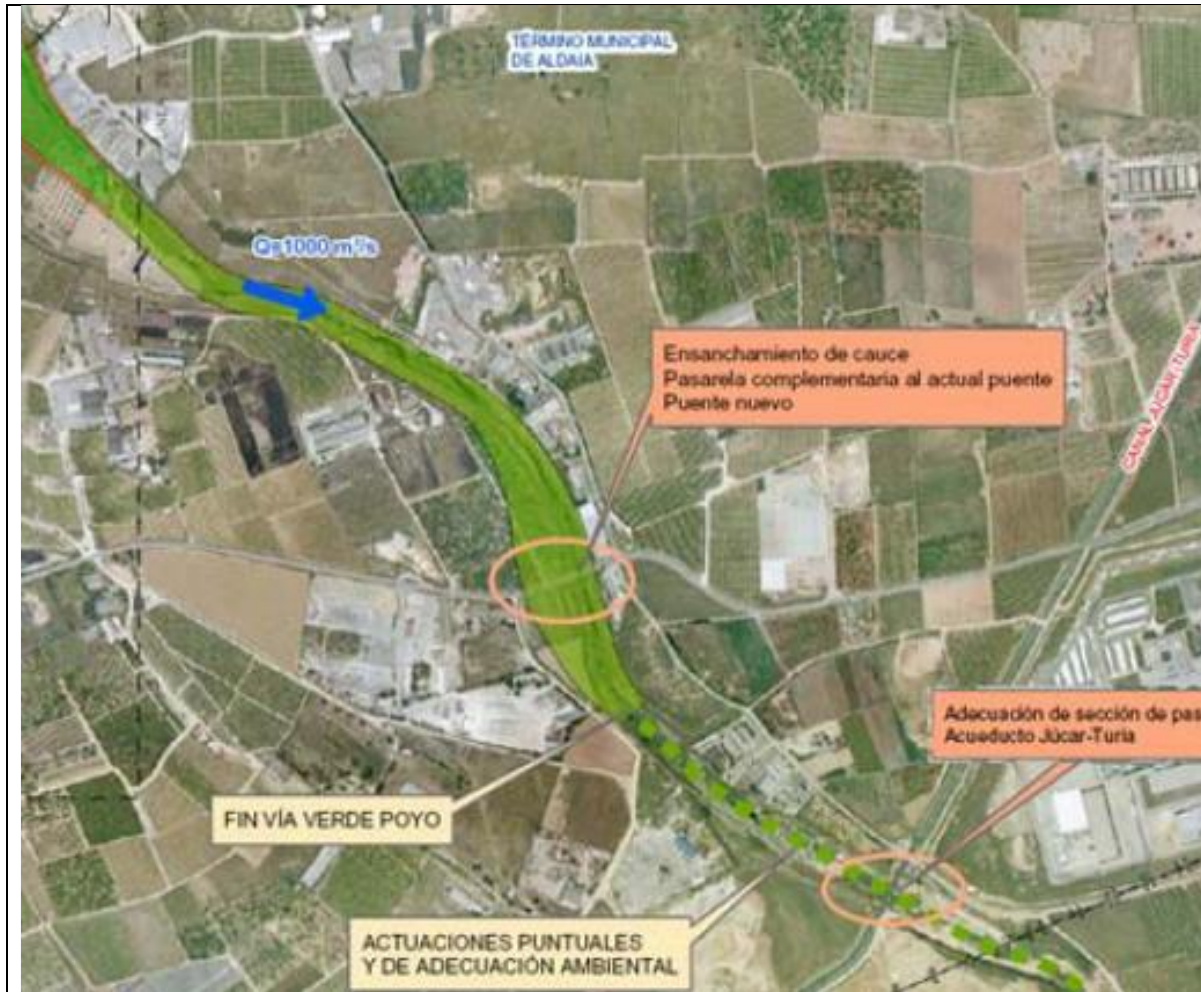 TÉRMINO MUNICIPAL
DE ALDAIA
Q=1000 m³/s
Ensanchamiento de cauce
Pasarela complementaria al actual puente
Puente nuevo
CANAL JÚCAR-TURIA
Adecuación de sección de pas
Acueducto Júcar-Turia
FIN VÍA VERDE POYO
ACTUACIONES PUNTUALES
Y DE ADECUACIÓN AMBIENTAL